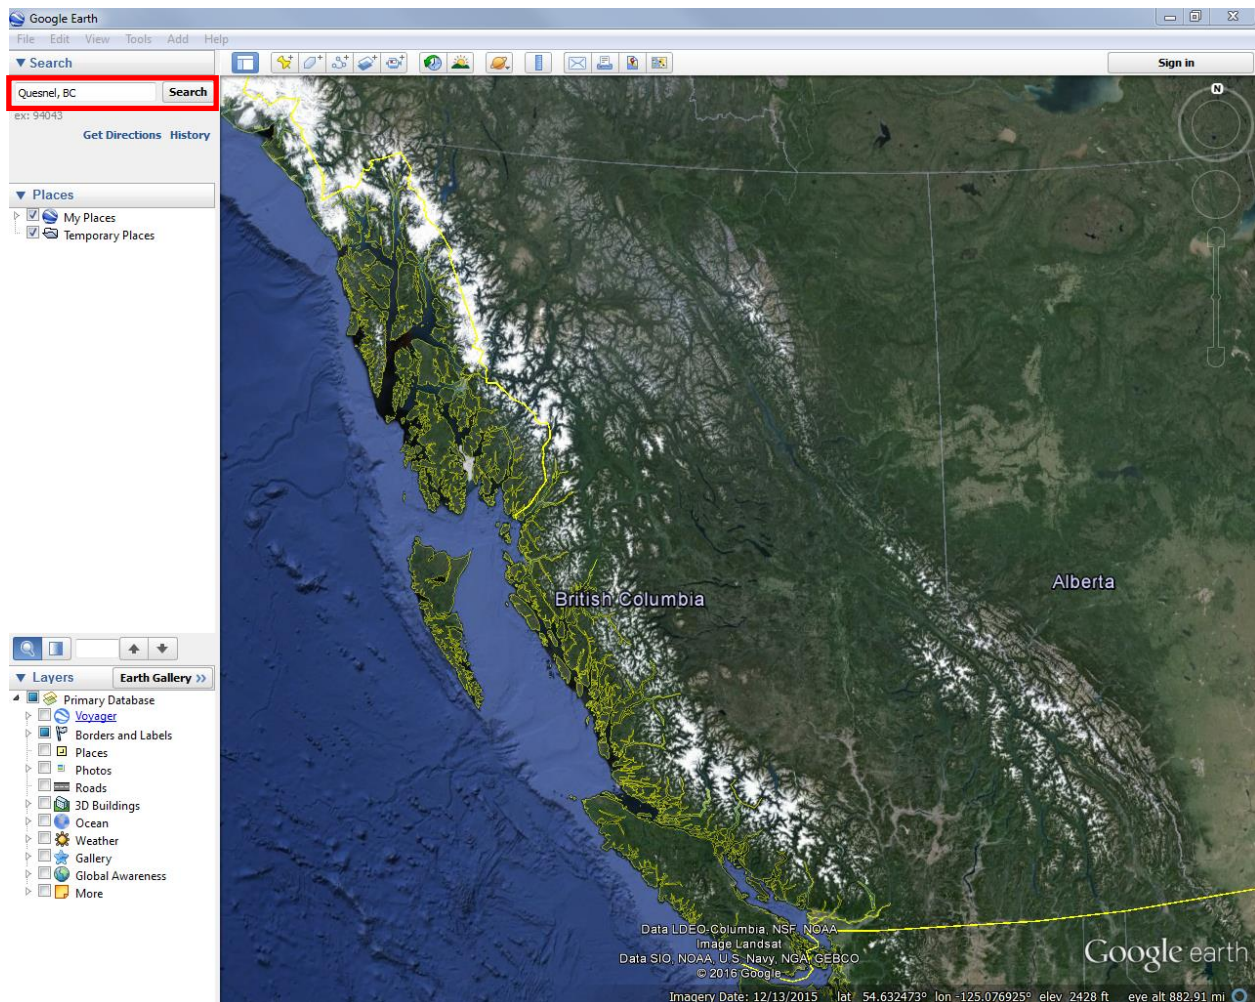 Google Earth
File Edit View Tools Add Help
Search
Sign in
Quesnel, BC Search
ex: 94043
Get Directions History
N
Places
My Places
Temporary Places
British Columbia
Alberta
Layers Earth Gallery >>
Primary Database
Voyager
Borders and Labels
Places
Photos
Roads
3D Buildings
Ocean
Weather
Gallery
Global Awareness
More
Data LDEO-Columbia, NSF, NOAA
Image Landsat
Data SIO, NOAA, U.S. Navy, NGA, GEBCO
© 2016 Google
Google earth
Imagery Date: 12/13/2015 lat 54.632473° lon -125.076925° elev 2428 ft eye alt 882.91 mi